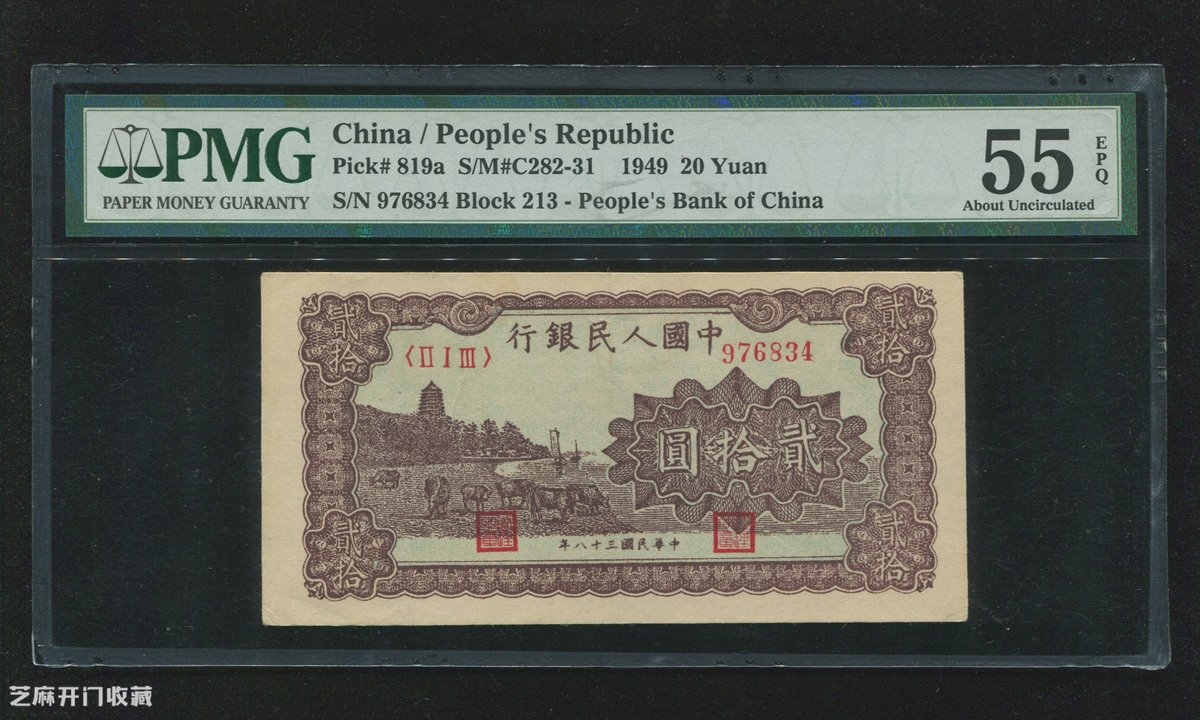 PMG
PAPER MONEY GUARANTY
China / People's Republic
Pick# 819a S/M#C282-31 1949 20 Yuan
S/N 976834 Block 213 - People's Bank of China
55
EPQ
About Uncirculated
貳拾
貳拾
行銀民人國中
〈ⅡⅠⅢ〉
976834
圓拾貳
貳拾
貳拾
年八十三國民華中
芝麻开门收藏